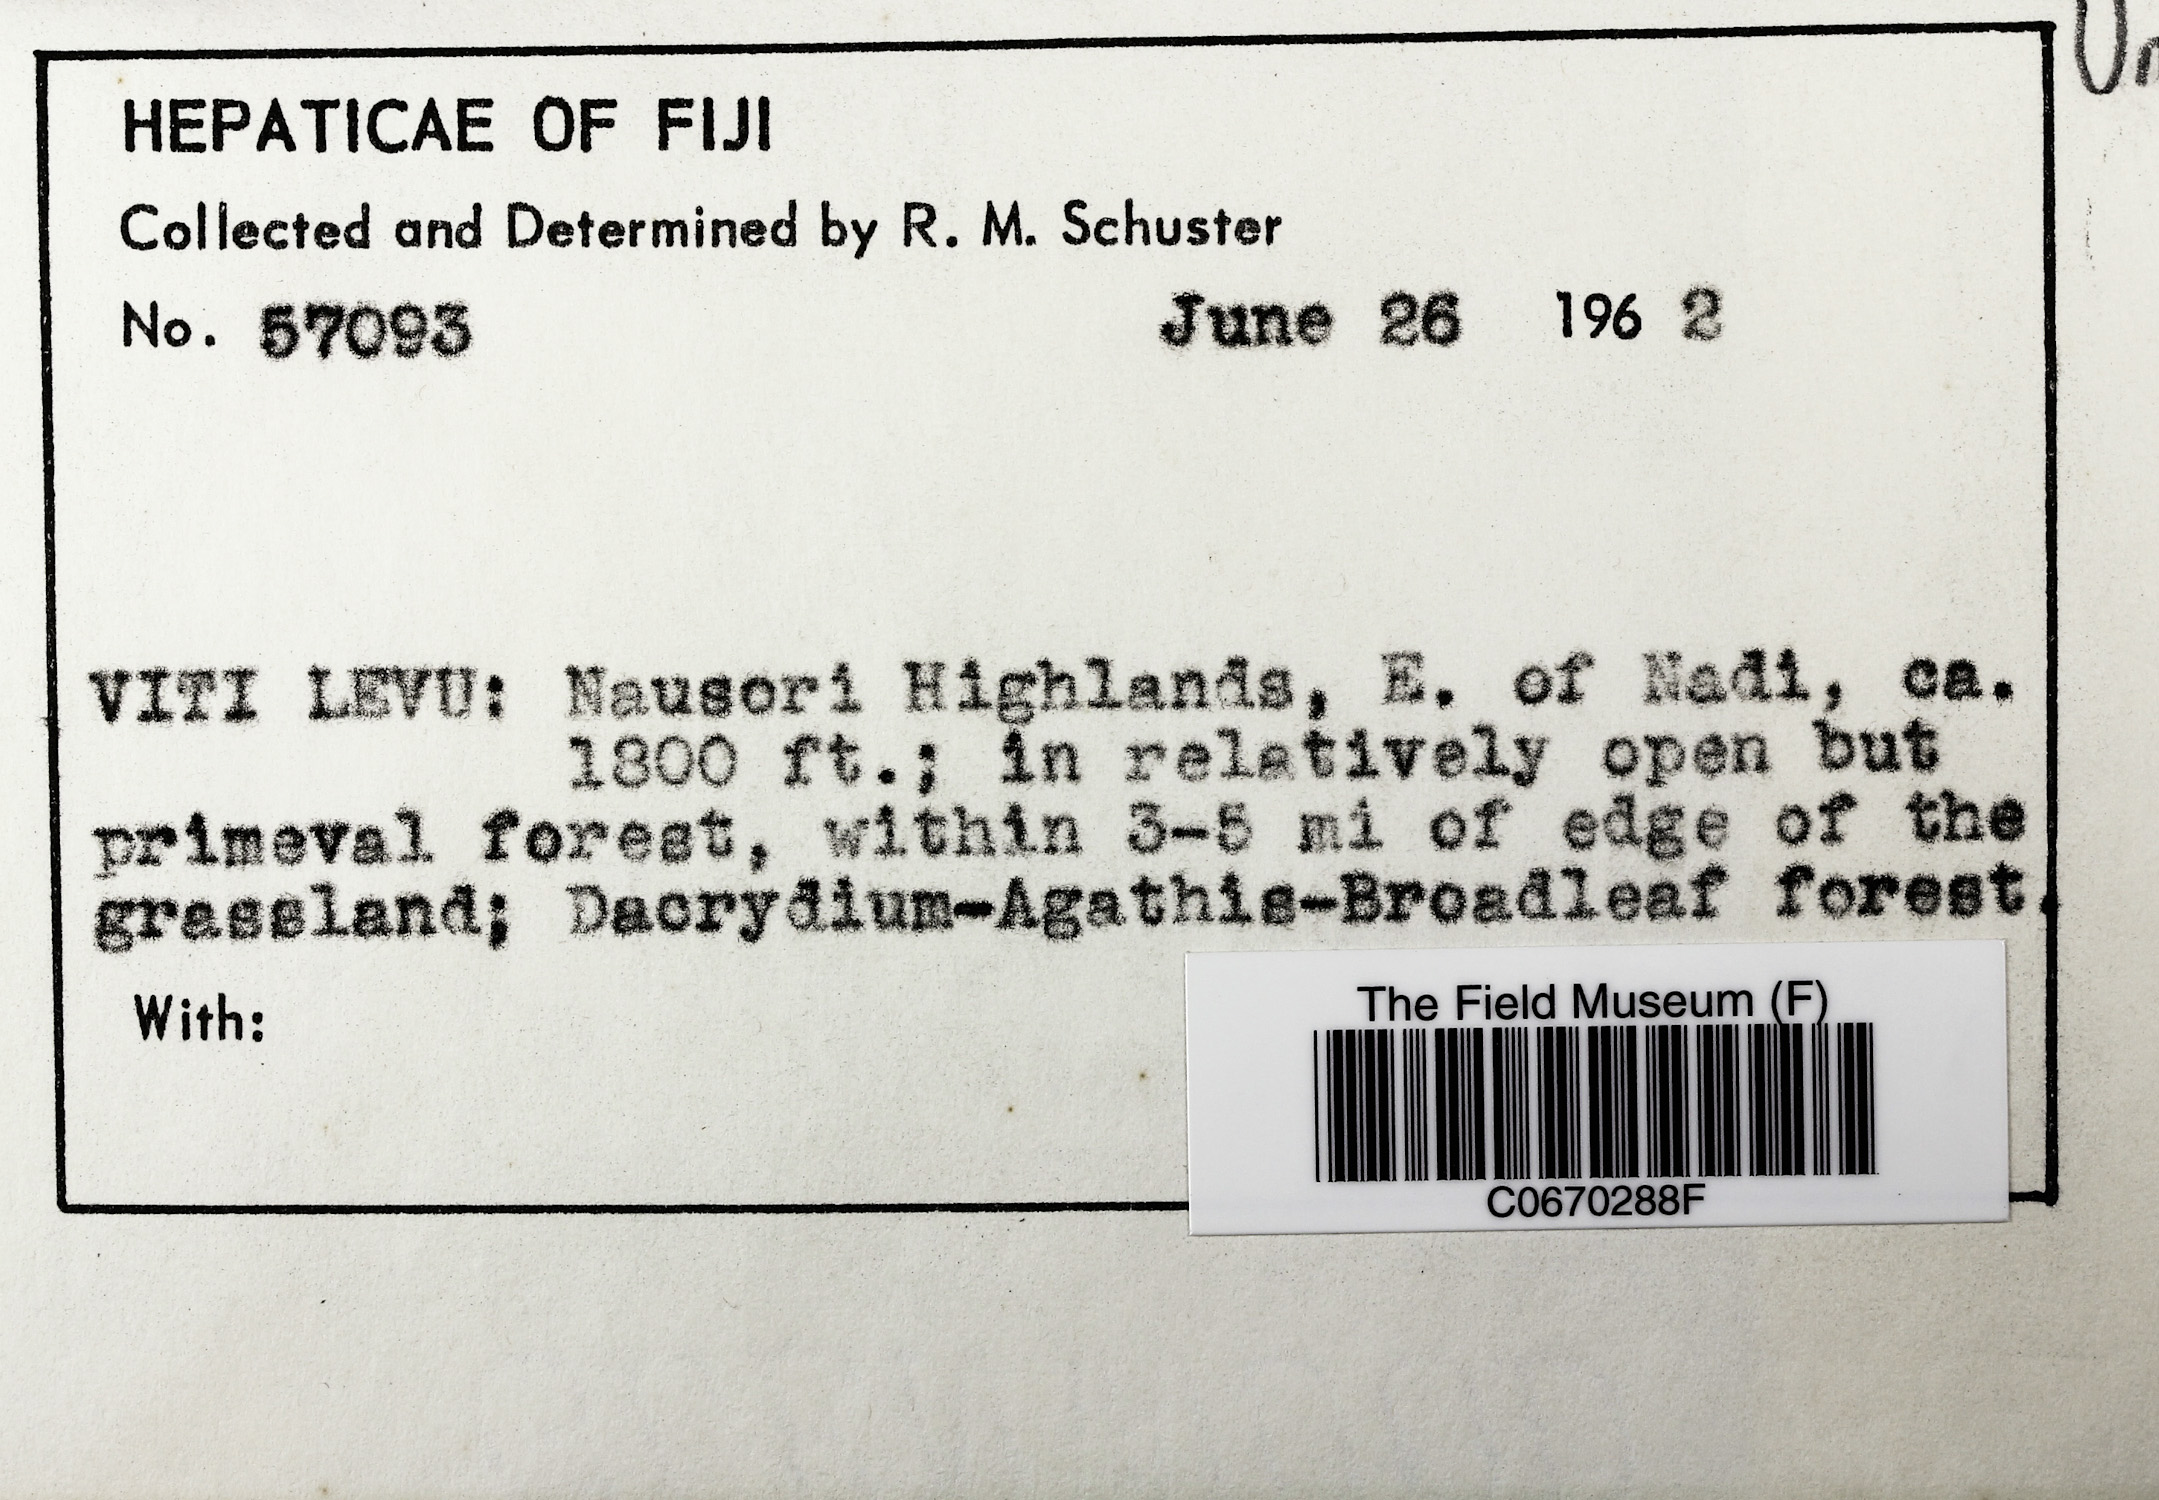 HEPATICAE OF FIJI
Collected and Determined by R. M. Schuster
No. 57093 June 26 196 2
VITI LEVU: Nausori Highlands, E. of Nadi, ca.
1800 ft.; in relatively open but
primeval forest, within 3-5 mi of edge of the
grassland; Dacrydium-Agathis-Broadleaf forest.
With:
The Field Museum (F)
C0670288F